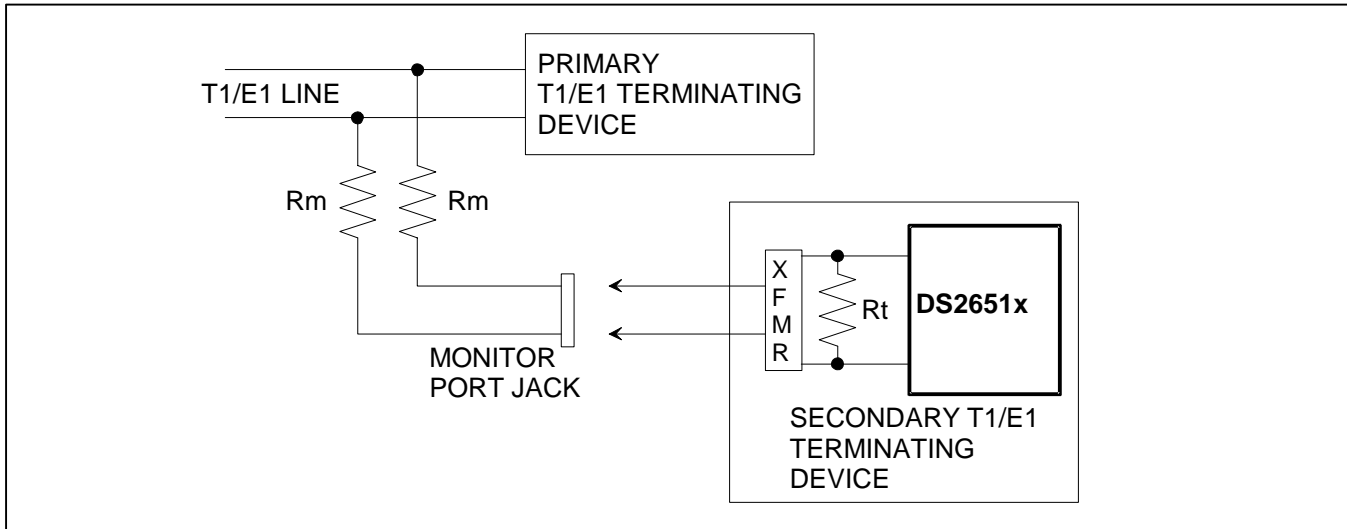 PRIMARY
T1/E1 TERMINATING
DEVICE
T1/E1 LINE
Rm
Rm
X
F
M
R
Rt
DS2651x
MONITOR
PORT JACK
SECONDARY T1/E1
TERMINATING
DEVICE